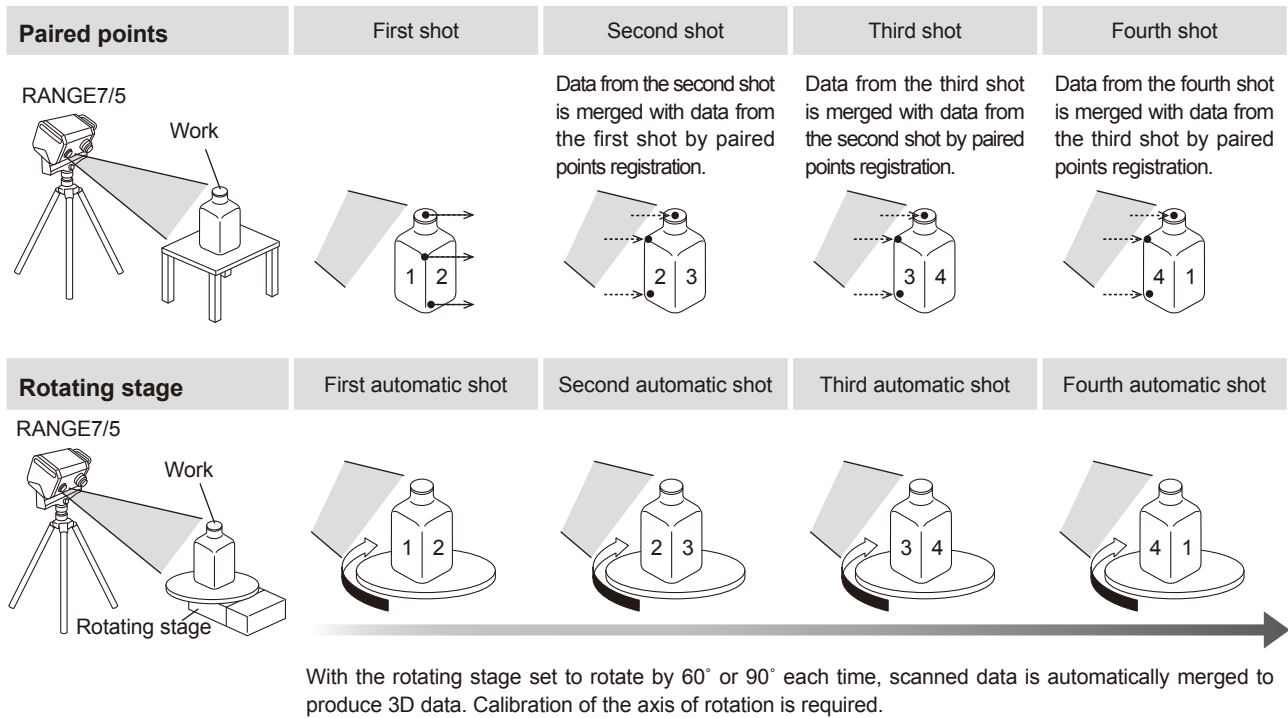 Paired points
First shot
Second shot
Third shot
Fourth shot
RANGE7/5
Work
Data from the second shot
is merged with data from
the first shot by paired
points registration.
Data from the third shot
is merged with data from
the second shot by paired
points registration.
Data from the fourth shot
is merged with data from
the third shot by paired
points registration.
1 2
2 3
3 4
4 1
Rotating stage
First automatic shot
Second automatic shot
Third automatic shot
Fourth automatic shot
RANGE7/5
Work
Rotating stage
1 2
2 3
3 4
4 1
With the rotating stage set to rotate by 60˚ or 90˚ each time, scanned data is automatically merged to
produce 3D data. Calibration of the axis of rotation is required.